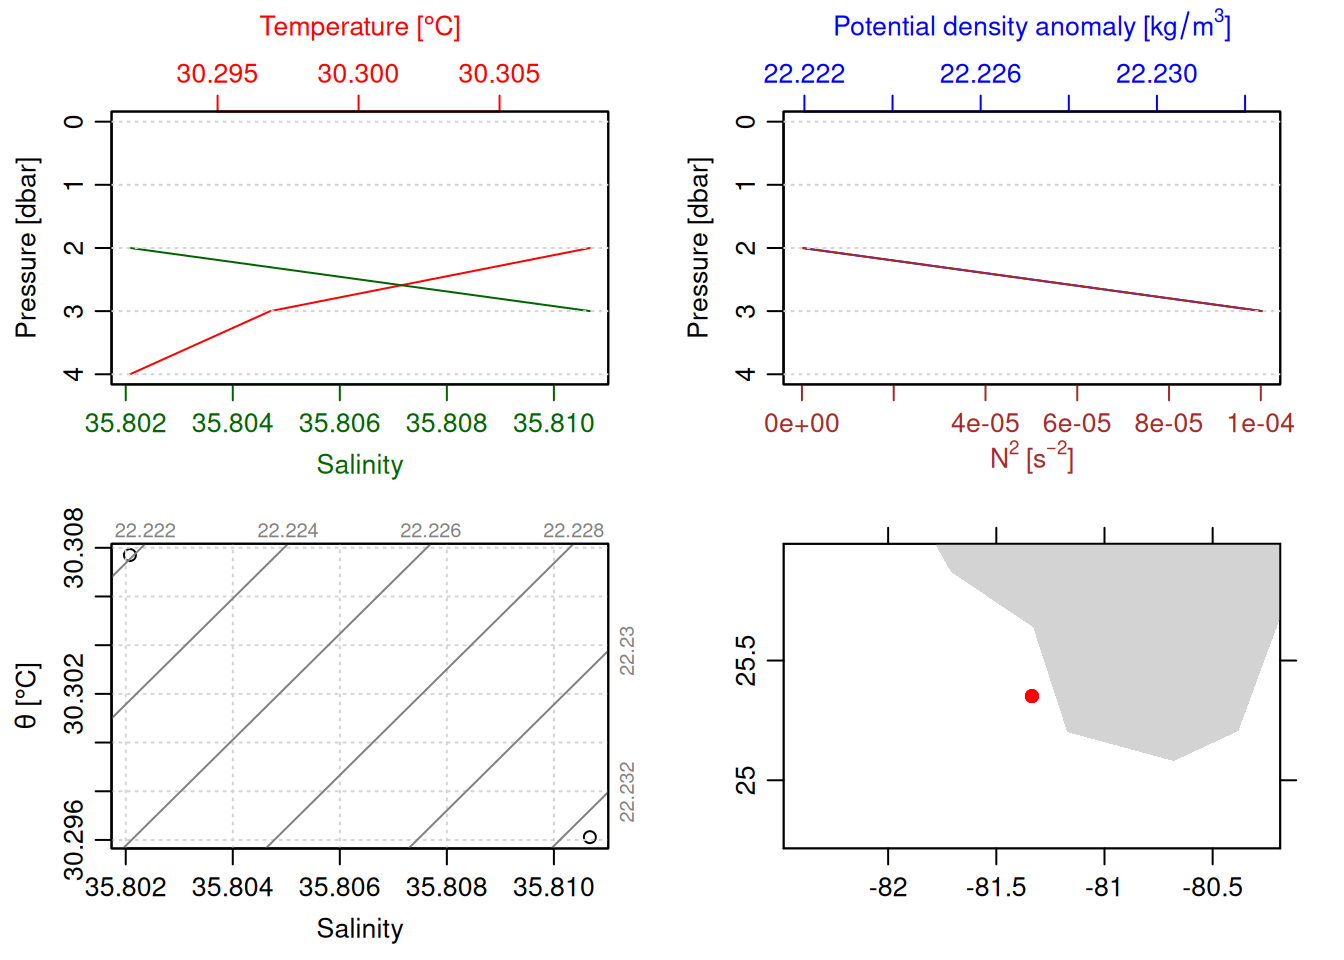 Temperature [°C]
30.295 30.300 30.305
Pressure [dbar]
0
1
2
3
4
35.802 35.804 35.806 35.808 35.810
Salinity
Potential density anomaly [kg/m³]
22.222 22.226 22.230
Pressure [dbar]
0
1
2
3
4
0e+00 4e-05 6e-05 8e-05 1e-04
N² [s⁻²]
22.222 22.224 22.226 22.228
22.23
22.232
θ [°C]
30.308
30.302
30.296
35.802 35.804 35.806 35.808 35.810
Salinity
25.5
25
-82 -81.5 -81 -80.5